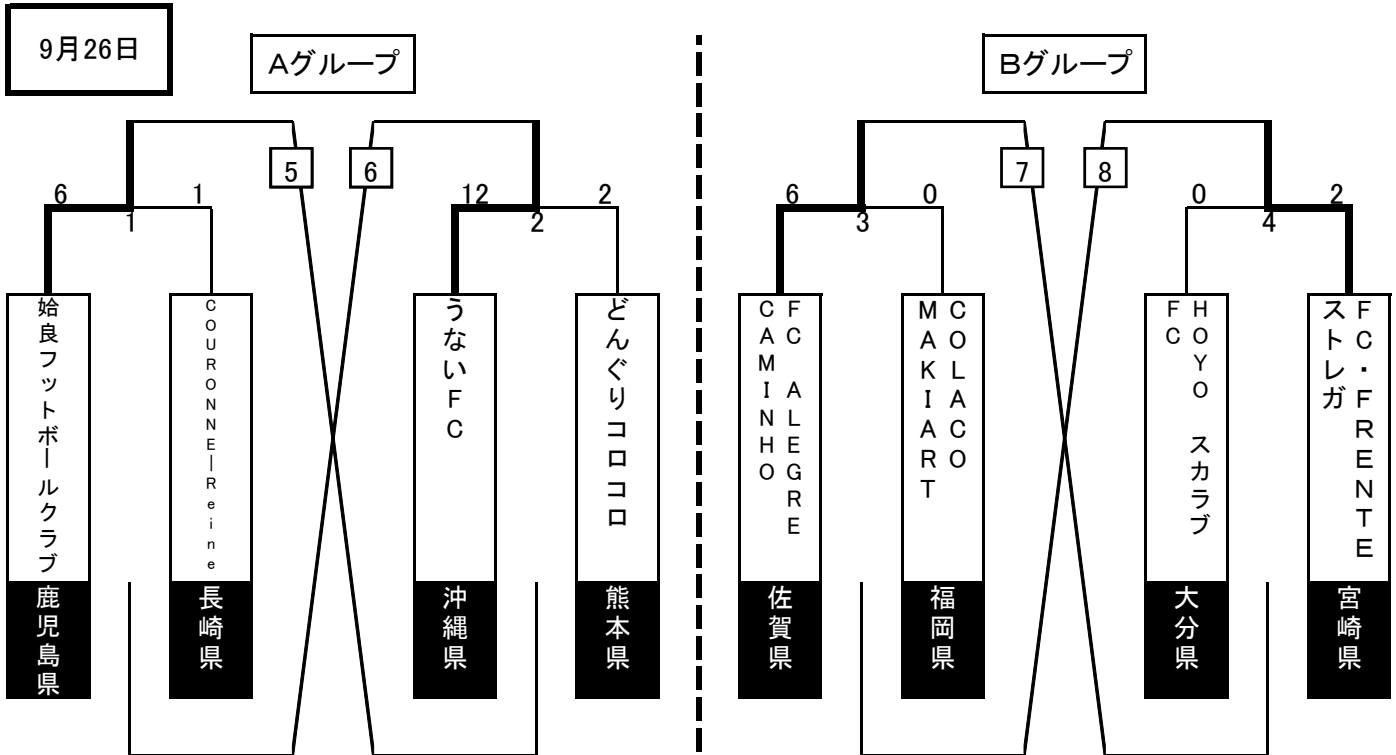 9月26日
Aグループ
Bグループ
5
6
7
8
6
1
12
2
6
0
0
2
1
2
3
4
姶良フットボールクラブ
COURONNE|Reine
うないFC
どんぐりコロコロ
FC ALEGRE
CAMINHO
COLACO
MAKIART
HOYO スカラブ
FC
FC・FRENTE
ストレガ
鹿児島県
長崎県
沖縄県
熊本県
佐賀県
福岡県
大分県
宮崎県